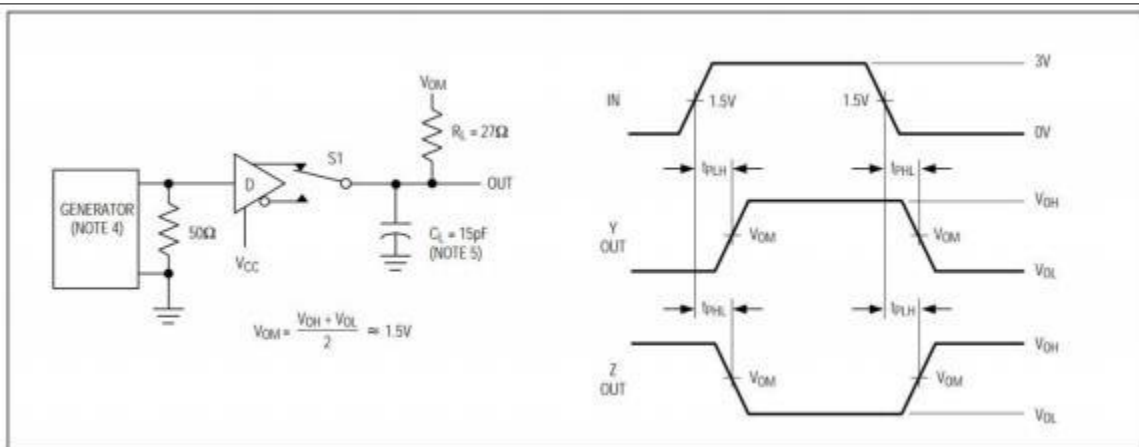 GENERATOR
(NOTE 4)
50Ω
D
VCC
S1
VOM
RL = 27Ω
OUT
CL = 15pF
(NOTE 5)
VOM = VOH + VOL / 2 ≈ 1.5V
IN
1.5V
1.5V
3V
0V
tPLH
tPHL
Y
OUT
VOM
VOM
VOH
VOL
tPHL
tPLH
Z
OUT
VOM
VOM
VOH
VOL